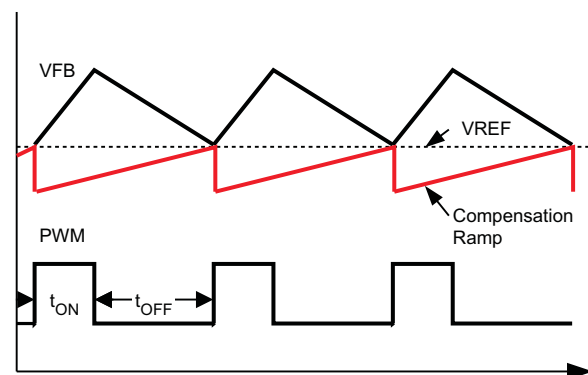 VFB
VREF
Compensation
Ramp
PWM
tON
tOFF